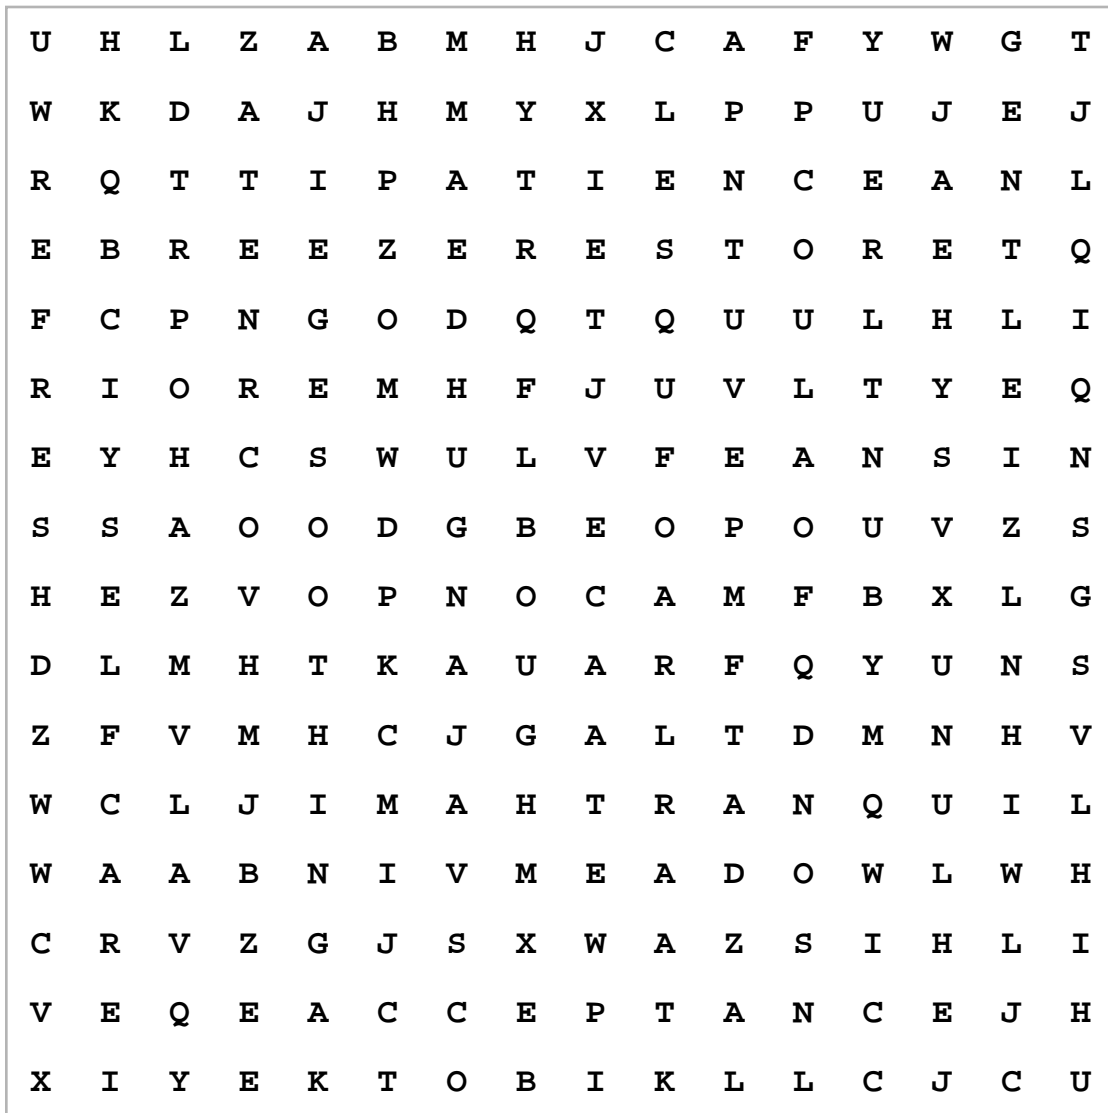 U H L Z A B M H J C A F Y W G T
W K D A J H M Y X L P P U J E J
R Q T T I P A T I E N C E A N L
E B R E E Z E R E S T O R E T Q
F C P N G O D Q T Q U U L H L I
R I O R E M H F J U V L T Y E Q
E Y H C S W U L V F E A N S I N
S S A O O D G B E O P O U V Z S
H E Z V O P N O C A M F B X L G
D L M H T K A U A R F Q Y U N S
Z F V M H C J G A L T D M N H V
W C L J I M A H T R A N Q U I L
W A A B N I V M E A D O W L W H
C R V Z G J S X W A Z S I H L I
V E Q E A C C E P T A N C E J H
X I Y E K T O B I K L L C J C U